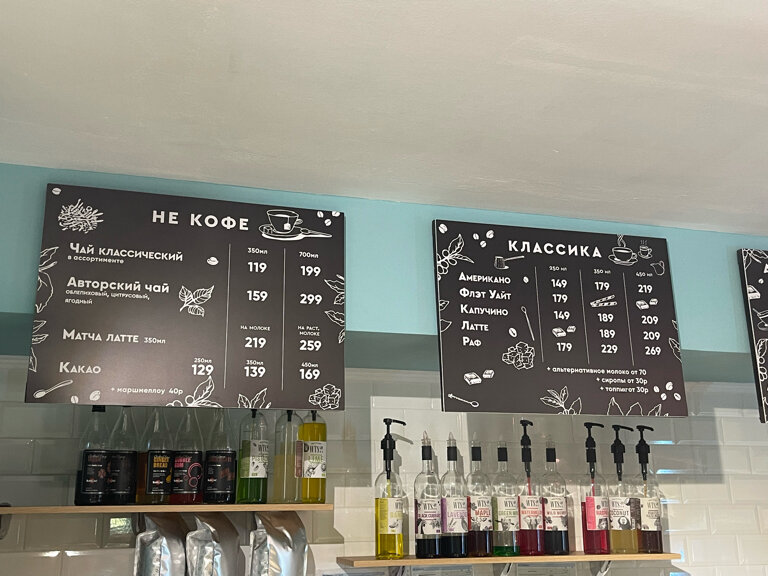 НЕ КОФЕ
350МЛ 700МЛ
ЧАЙ КЛАССИЧЕСКИЙ 119 199
В АССОРТИМЕНТЕ
АВТОРСКИЙ ЧАЙ 159 299
ОБЛЕПИХОВЫЙ, ЦИТРУСОВЫЙ,
ЯГОДНЫЙ
НА МОЛОКЕ НА РАСТ. МОЛОКЕ
МАТЧА ЛАТТЕ 350МЛ 219 259
250МЛ 350МЛ 450МЛ
КАКАО 129 139 169
+ МАРШМЕЛЛОУ 40Р
КЛАССИКА
250 МЛ 350 МЛ 450 МЛ
АМЕРИКАНО 149 179 219
ФЛЭТ УАЙТ 179
КАПУЧИНО 149 189 209
ЛАТТЕ 189 209
РАФ 179 229 269
+ АЛЬТЕРНАТИВНОЕ МОЛОКО ОТ 70
+ СИРОПЫ ОТ 30Р
+ ТОППИНГ ОТ 30Р
MAPLE
COCONUT